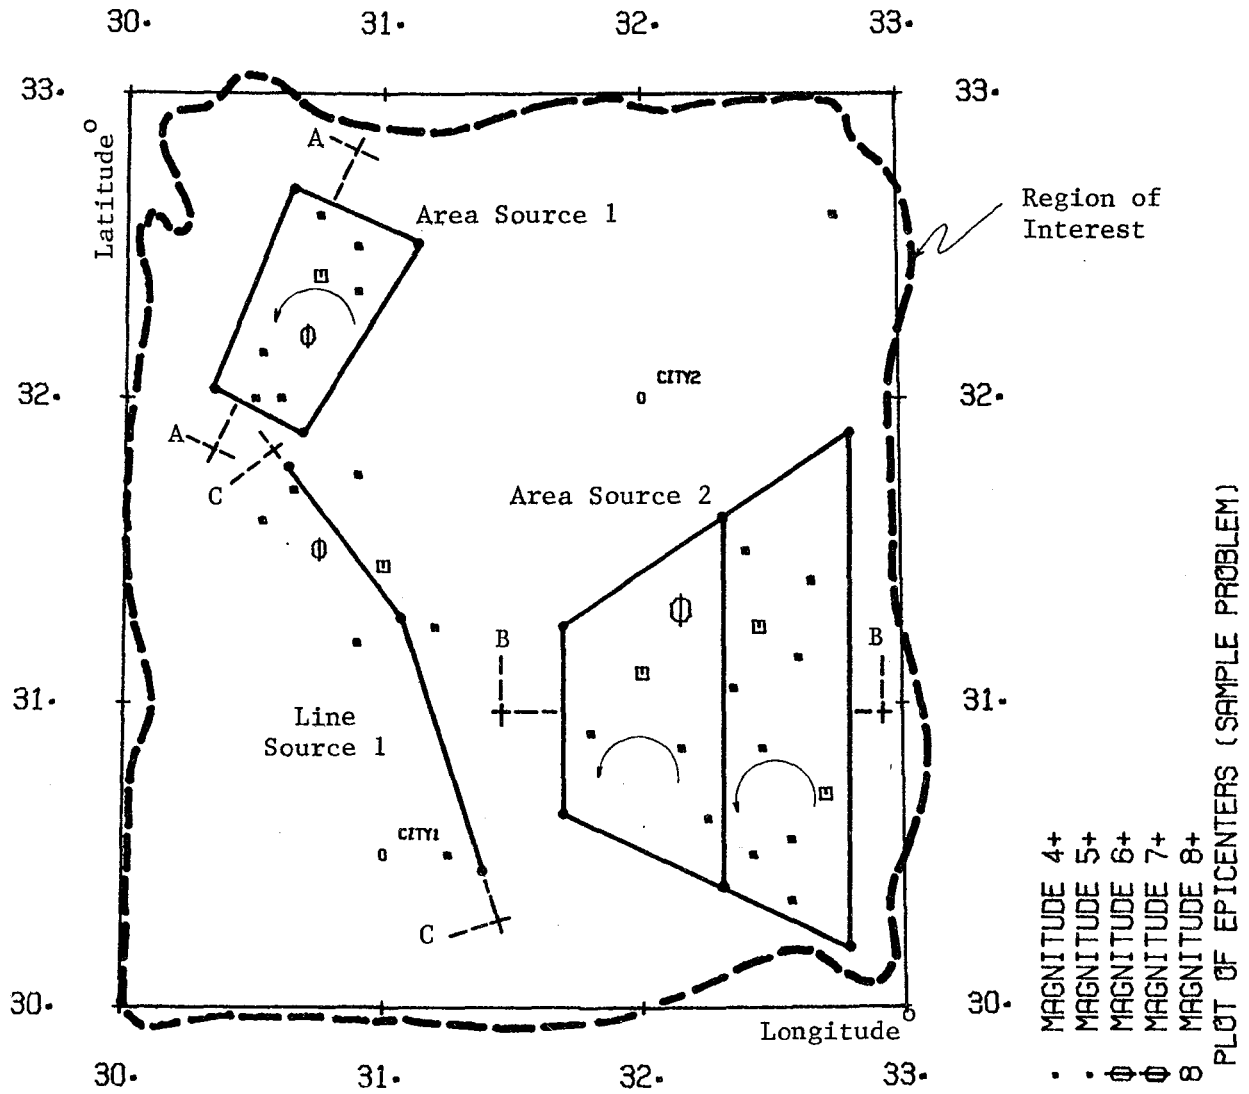 30. 31. 32. 33.
33. 33.
Latitude°
A
Area Source 1
Region of
Interest
CITY2
32. 32.
A
C
Area Source 2
B B
31. 31.
Line
Source 1
CITY1
C
30. 30.
Longitude°
30. 31. 32. 33.
MAGNITUDE 4+
MAGNITUDE 5+
MAGNITUDE 6+
MAGNITUDE 7+
MAGNITUDE 8+
PLOT OF EPICENTERS (SAMPLE PROBLEM)